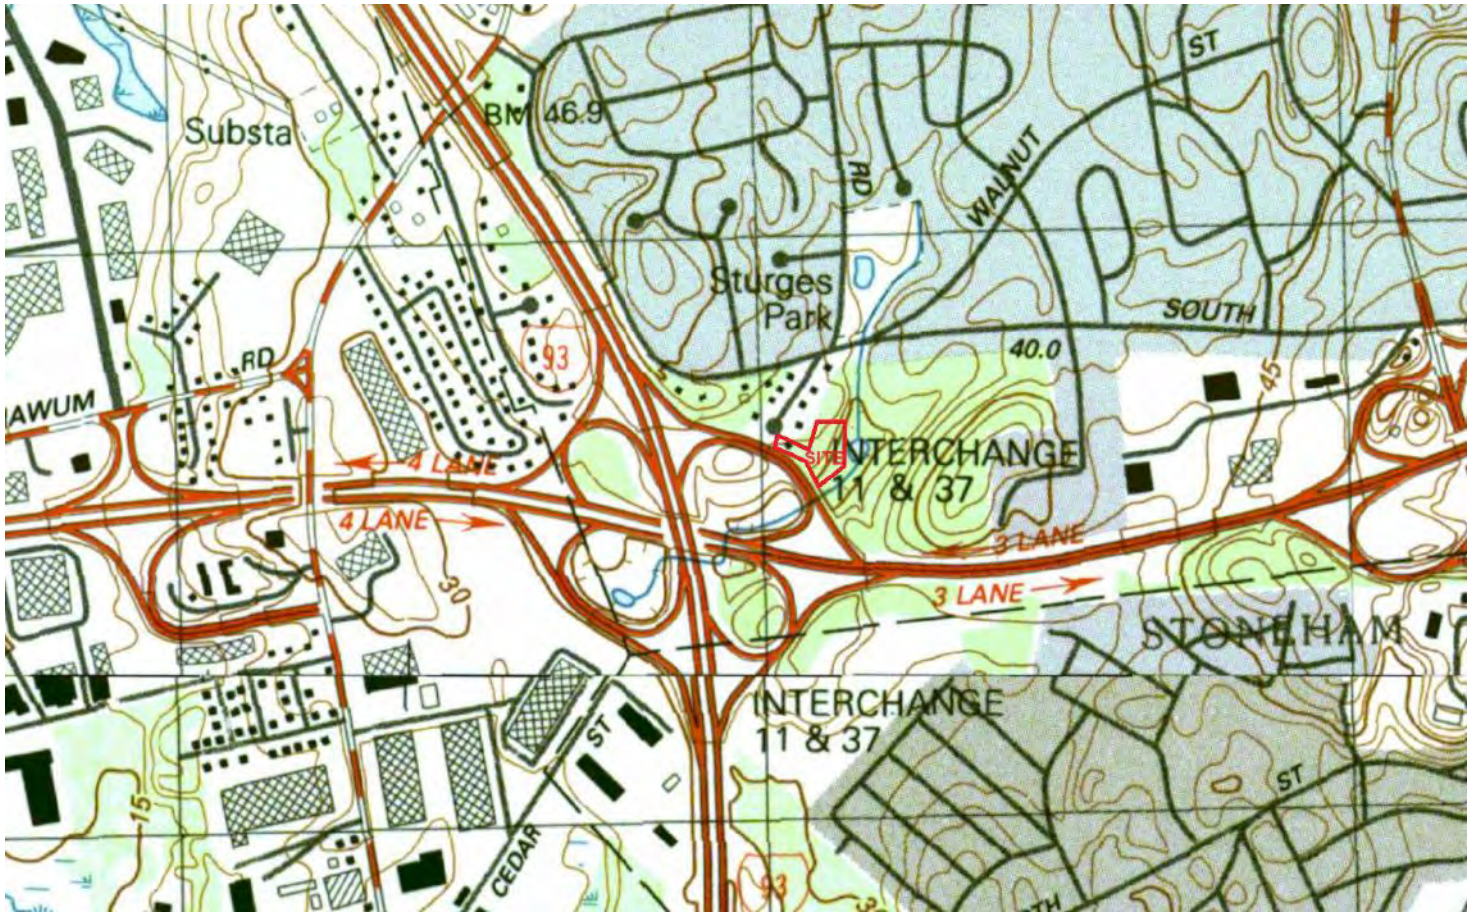 ST
BM 46.9
Substa
WALNUT
RD
Sturges
Park
SOUTH
93
40.0
RD
45
AWUM
INTERCHANGE
11 & 37
SITE
4 LANE
4 LANE
3 LANE
3 LANE
30
STONEHAM
INTERCHANGE
11 & 37
ST
ST
15
CEDAR
93